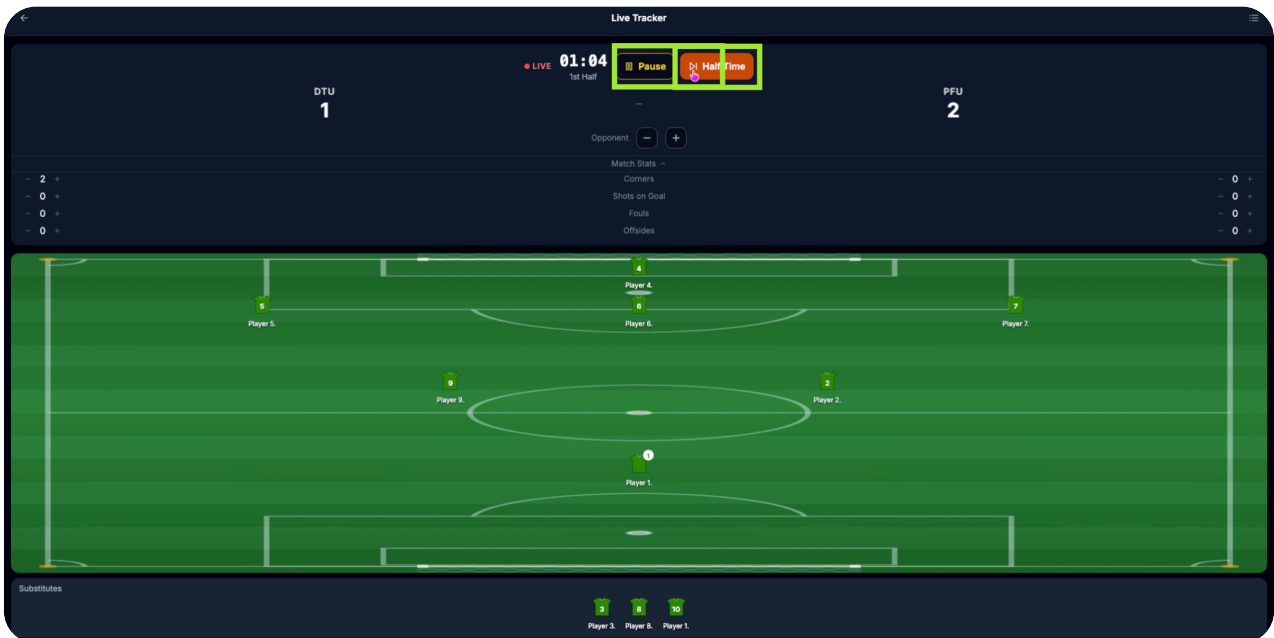 Live Tracker
LIVE 01:04 Pause Half Time
1st Half
DTU PFU
1 – 2
Opponent − +
Match Stats
− 2 + Corners − 0 +
− 0 + Shots on Goal − 0 +
− 0 + Fouls − 0 +
− 0 + Offsides − 0 +
4
Player 4.
5 6 7
Player 5. Player 6. Player 7.
9 2
Player 9. Player 2.
1
Player 1.
Substitutes
3 8 10
Player 3. Player 8. Player 1.